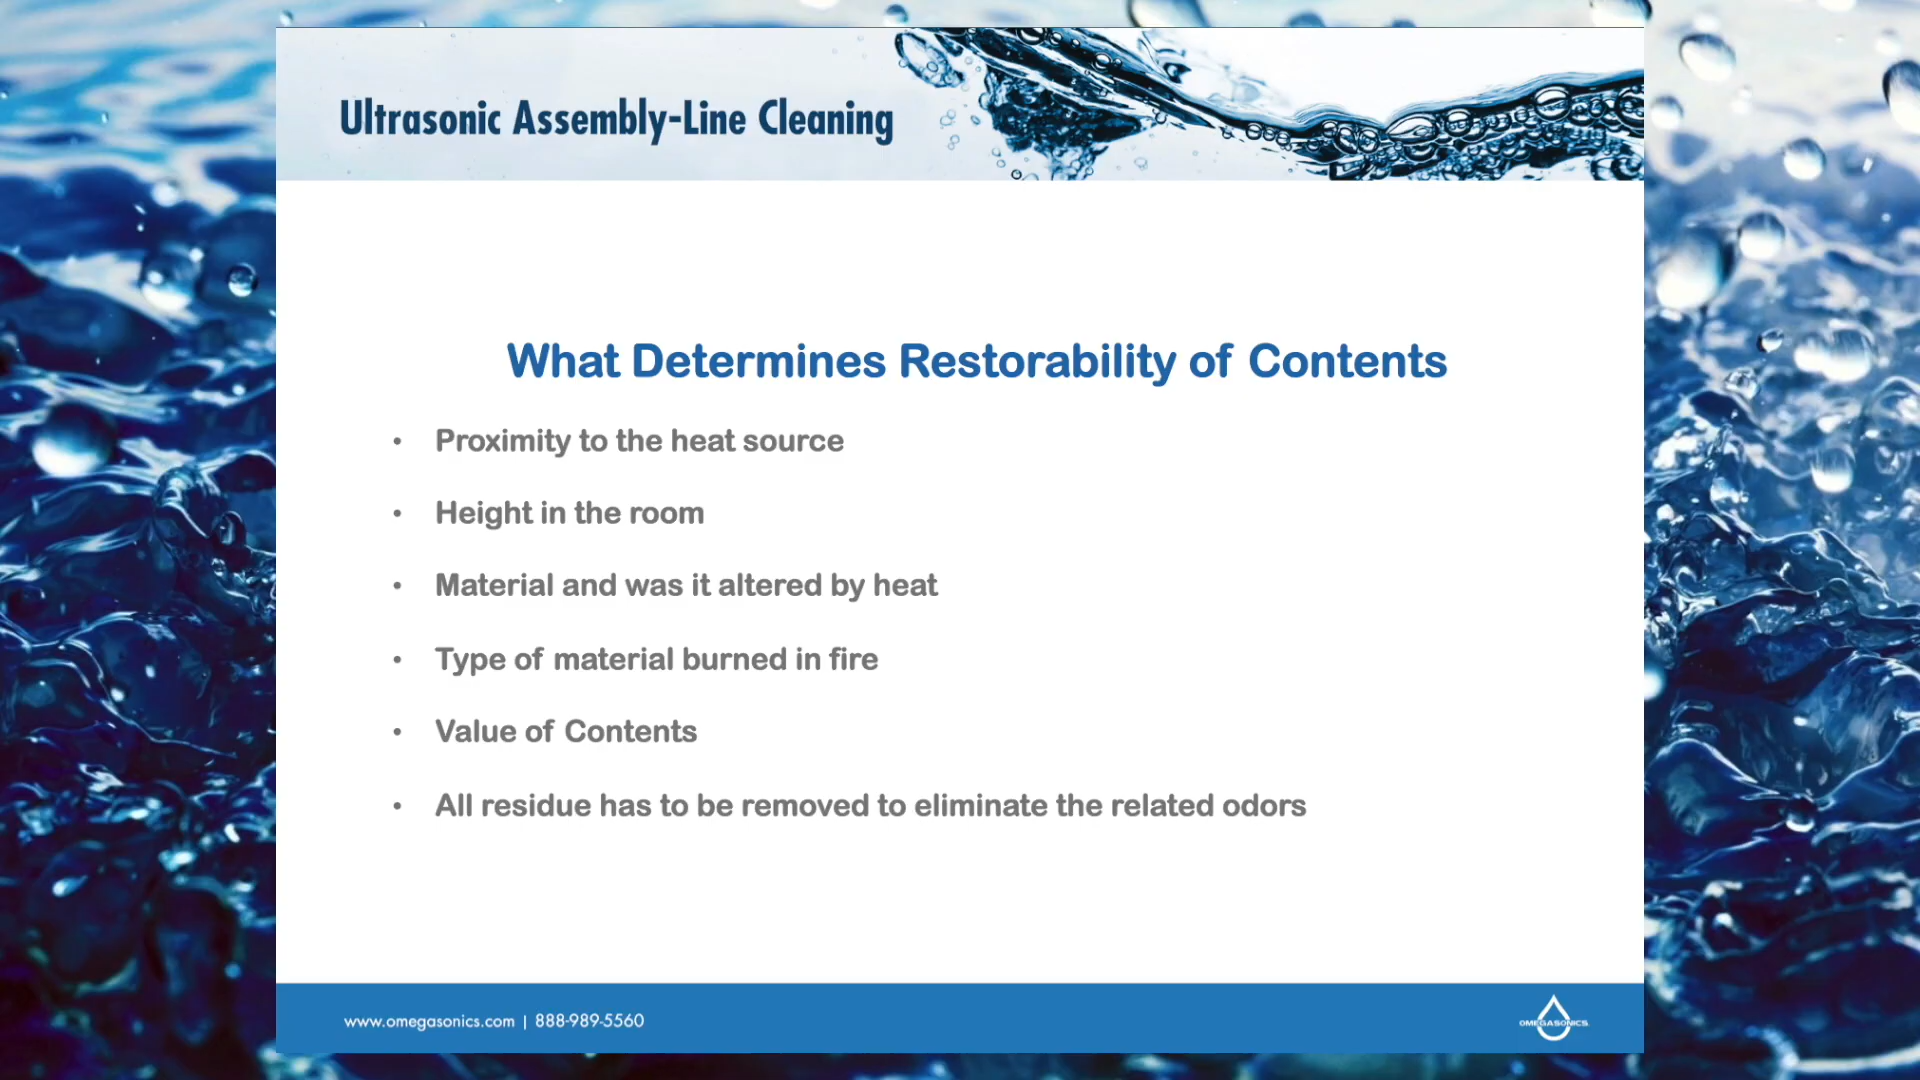 Ultrasonic Assembly-Line Cleaning
What Determines Restorability of Contents
• Proximity to the heat source
• Height in the room
• Material and was it altered by heat
• Type of material burned in fire
• Value of Contents
• All residue has to be removed to eliminate the related odors
www.omegasonics.com | 888-989-5560
OMEGASONICS